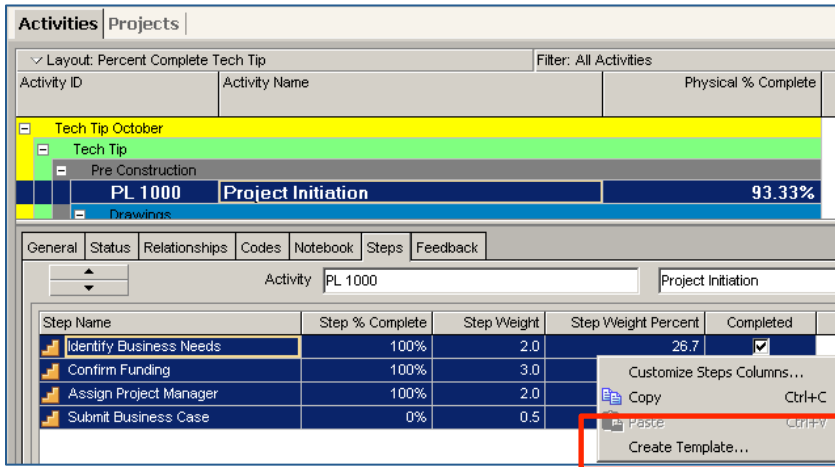 Activities Projects
Layout: Percent Complete Tech Tip Filter: All Activities
Activity ID Activity Name Physical % Complete
Tech Tip October
Tech Tip
Pre Construction
PL 1000 Project Initiation 93.33%
Drawings
General Status Relationships Codes Notebook Steps Feedback
Activity PL 1000 Project Initiation
Step Name Step % Complete Step Weight Step Weight Percent Completed
Identify Business Needs 100% 2.0 26.7
Confirm Funding 100% 3.0
Assign Project Manager 100% 2.0
Submit Business Case 0% 0.5
Customize Steps Columns...
Copy Ctrl+C
Paste Ctrl+V
Create Template...